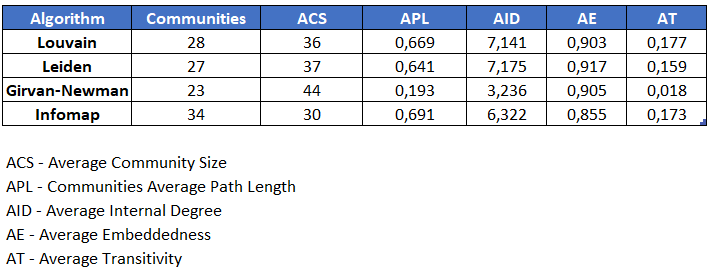 Algorithm Communities ACS APL AID AE AT
Louvain 28 36 0,669 7,141 0,903 0,177
Leiden 27 37 0,641 7,175 0,917 0,159
Girvan-Newman 23 44 0,193 3,236 0,905 0,018
Infomap 34 30 0,691 6,322 0,855 0,173
ACS - Average Community Size
APL - Communities Average Path Length
AID - Average Internal Degree
AE - Average Embeddedness
AT - Average Transitivity